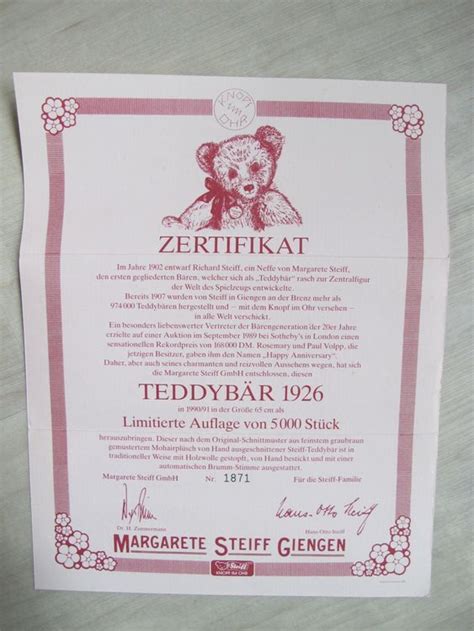 KNOPF
im
OHR
ZERTIFIKAT
Im Jahre 1902 entwarf Richard Steiff, ein Neffe von Margarete Steiff,
den ersten gegliederten Bären, welcher sich als „Teddybär" rasch zur Zentralfigur
der Welt des Spielzeugs entwickelte.
Bereits 1907 wurden von Steiff in Giengen an der Brenz mehr als
974 000 Teddybären hergestellt und – mit dem Knopf im Ohr versehen –
in alle Welt verschickt.
Ein besonders liebenswerter Vertreter der Bärengeneration der 20er Jahre
erzielte auf einer Auktion im September 1989 bei Sotheby's in London einen
sensationellen Rekordpreis von 168 000 DM. Rosemary und Paul Volpp, die
jetzigen Besitzer, gaben ihm den Namen „Happy Anniversary".
Daher, aber auch seines charmanten und reizvollen Aussehens wegen, hat sich
die Margarete Steiff GmbH entschlossen, diesen
TEDDYBÄR 1926
in 1990/91 in der Größe 65 cm als
Limitierte Auflage von 5 000 Stück
herauszubringen. Dieser nach dem Original-Schnittmuster aus feinstem graubraun
gemustertem Mohairplüsch von Hand ausgeschnittener Steiff-Teddybär ist in
traditioneller Weise mit Holzwolle gestopft, von Hand bestickt und mit einer
automatischen Brumm-Stimme ausgestattet.
Margarete Steiff GmbH Nr. 1871 Für die Steiff-Familie
Hans-Otto Steiff
Dr. H. Zimmermann Hans-Otto Steiff
MARGARETE STEIFF GIENGEN
Steiff
KNOPF IM OHR